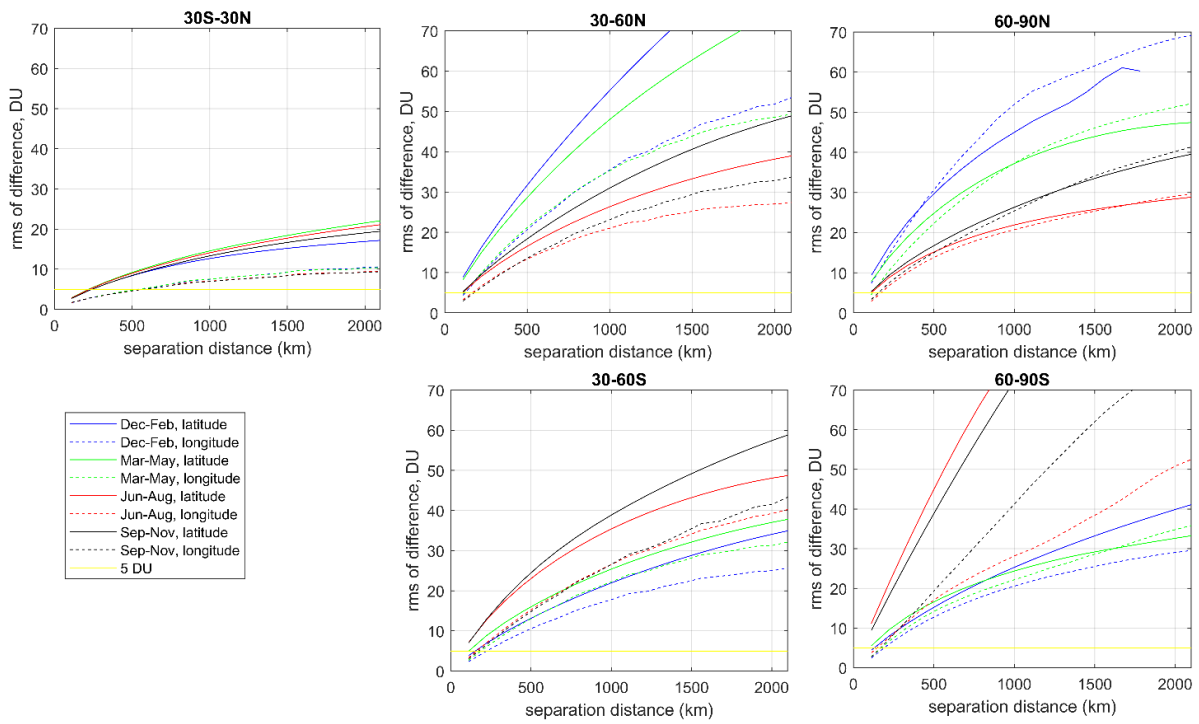 30S-30N
70
60
50
40
30
20
10
0
rms of difference, DU
0 500 1000 1500 2000
separation distance (km)
30-60N
70
60
50
40
30
20
10
0
rms of difference, DU
0 500 1000 1500 2000
separation distance (km)
60-90N
70
60
50
40
30
20
10
0
rms of difference, DU
0 500 1000 1500 2000
separation distance (km)
Dec-Feb, latitude
Dec-Feb, longitude
Mar-May, latitude
Mar-May, longitude
Jun-Aug, latitude
Jun-Aug, longitude
Sep-Nov, latitude
Sep-Nov, longitude
5 DU
30-60S
70
60
50
40
30
20
10
0
rms of difference, DU
0 500 1000 1500 2000
separation distance (km)
60-90S
70
60
50
40
30
20
10
0
rms of difference, DU
0 500 1000 1500 2000
separation distance (km)